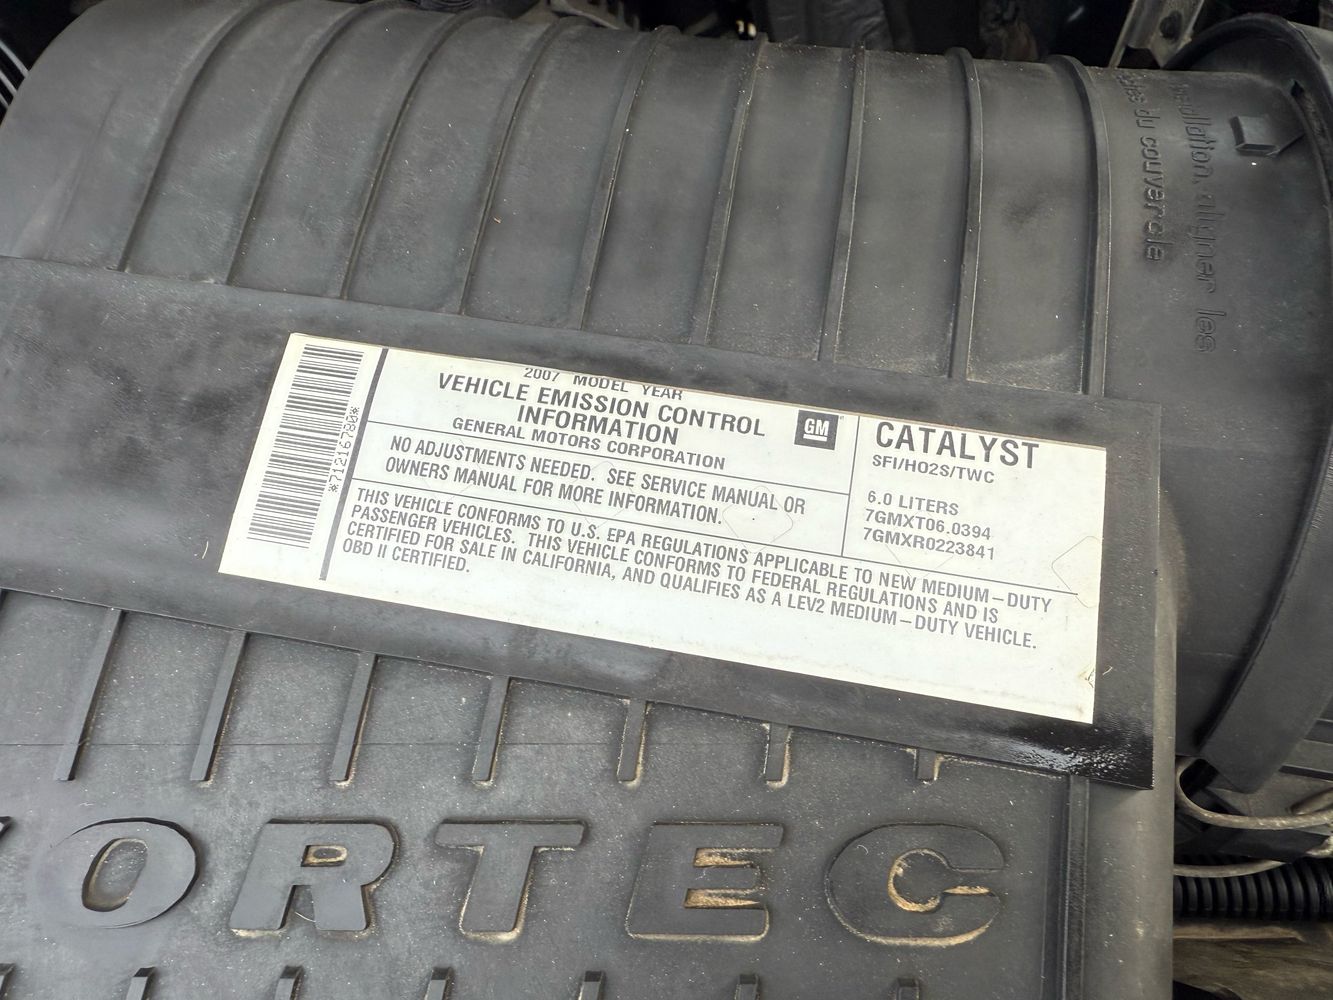 nstallation, aligner les
du couvercle
*71216780*
2007 MODEL YEAR
VEHICLE EMISSION CONTROL
INFORMATION
GENERAL MOTORS CORPORATION
GM
NO ADJUSTMENTS NEEDED. SEE SERVICE MANUAL OR
OWNERS MANUAL FOR MORE INFORMATION.
CATALYST
SFI/HO2S/TWC
6.0 LITERS
7GMXT06.0394
7GMXR0223841
THIS VEHICLE CONFORMS TO U.S. EPA REGULATIONS APPLICABLE TO NEW MEDIUM–DUTY
PASSENGER VEHICLES. THIS VEHICLE CONFORMS TO FEDERAL REGULATIONS AND IS
CERTIFIED FOR SALE IN CALIFORNIA, AND QUALIFIES AS A LEV2 MEDIUM–DUTY VEHICLE.
OBD II CERTIFIED.
ORTEC